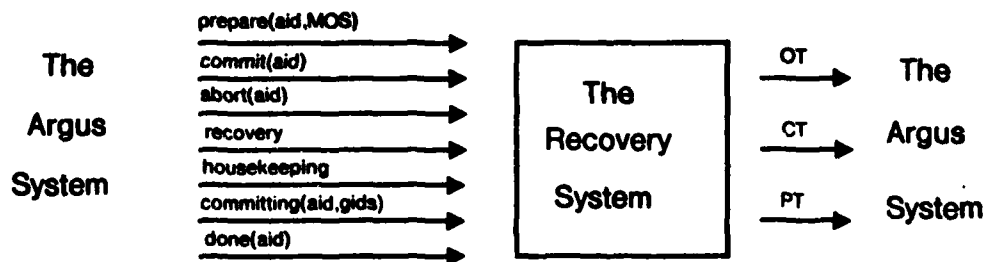 The
Argus
System
prepare(aid,MOS)
commit(aid)
abort(aid)
recovery
housekeeping
committing(aid,gids)
done(aid)
The
Recovery
System
OT
CT
PT
The
Argus
System